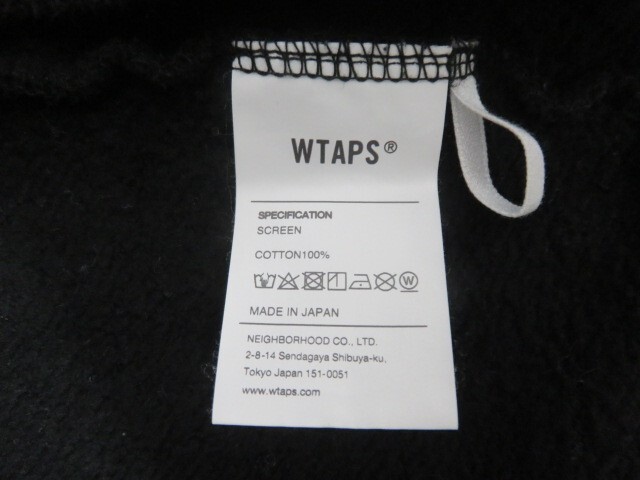 WTAPS®
SPECIFICATION
SCREEN
COTTON100%
MADE IN JAPAN
NEIGHBORHOOD CO., LTD.
2-8-14 Sendagaya Shibuya-ku,
Tokyo Japan 151-0051
www.wtaps.com